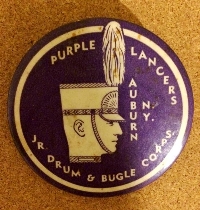 PURPLE LANCERS
AUBURN
N.Y.
JR. DRUM & BUGLE CORPS.